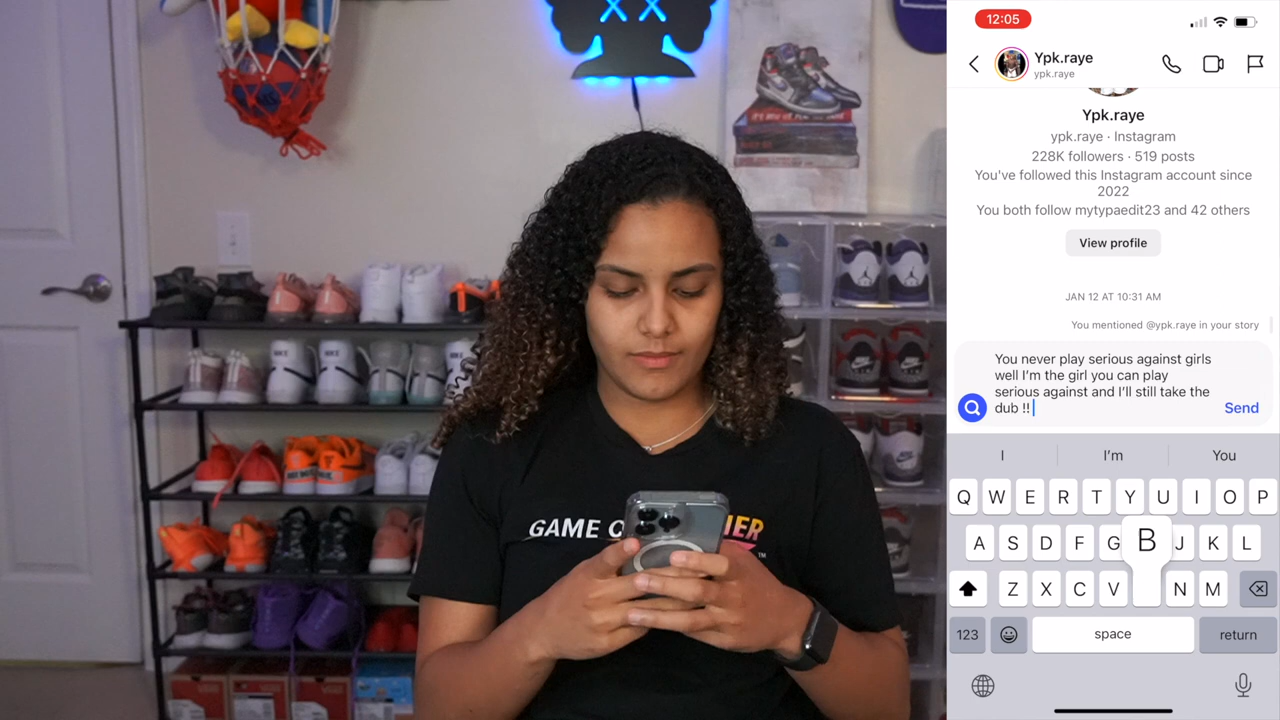 12:05
Ypk.raye
ypk.raye
Ypk.raye
ypk.raye · Instagram
228K followers · 519 posts
You've followed this Instagram account since
2022
You both follow mytypaedit23 and 42 others
View profile
JAN 12 AT 10:31 AM
You mentioned @ypk.raye in your story
You never play serious against girls
well I'm the girl you can play
serious against and I'll still take the
dub !!
Send
I I'm You
Q W E R T Y U I O P
A S D F G B J K L
Z X C V N M
123 space return
GAME
NIKE